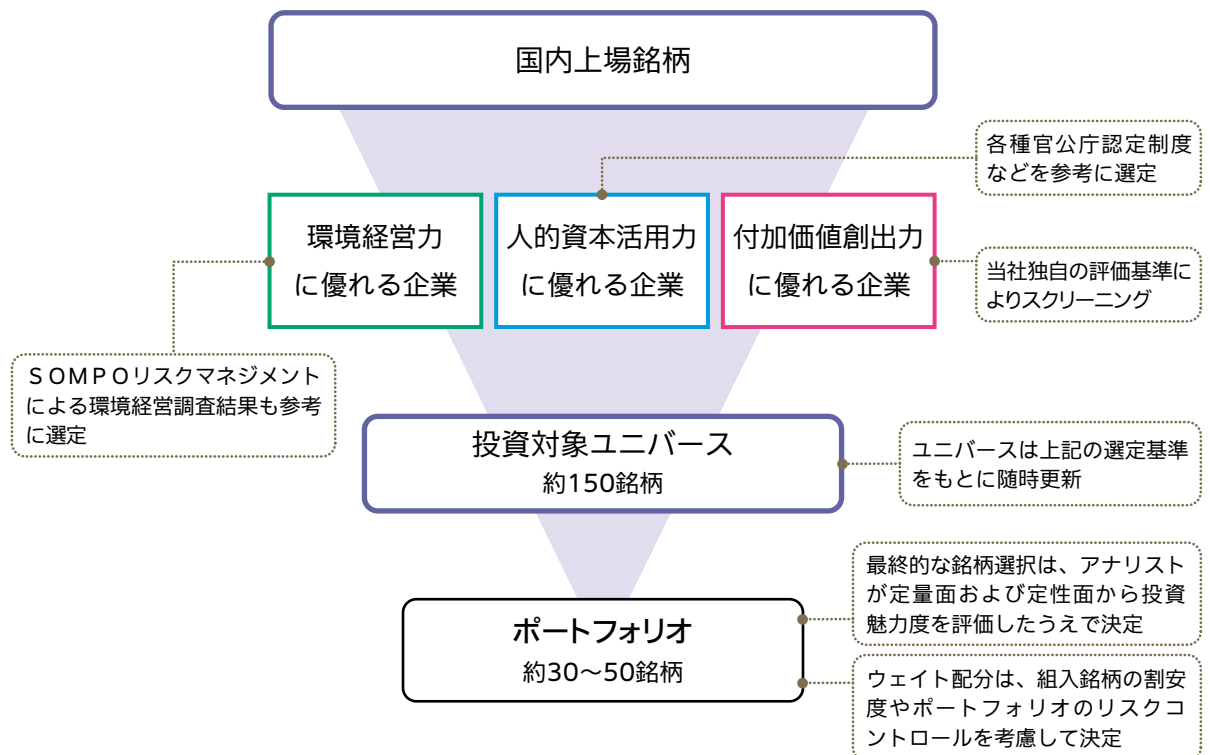 国内上場銘柄
各種官公庁認定制度
などを参考に選定
環境経営力
に優れる企業
人的資本活用力
に優れる企業
付加価値創出力
に優れる企業
当社独自の評価基準に
よりスクリーニング
ＳＯＭＰＯリスクマネジメント
による環境経営調査結果も参考
に選定
投資対象ユニバース
約150銘柄
ユニバースは上記の選定基準
をもとに随時更新
ポートフォリオ
約30～50銘柄
最終的な銘柄選択は、アナリスト
が定量面および定性面から投資
魅力度を評価したうえで決定
ウェイト配分は、組入銘柄の割安
度やポートフォリオのリスクコ
ントロールを考慮して決定